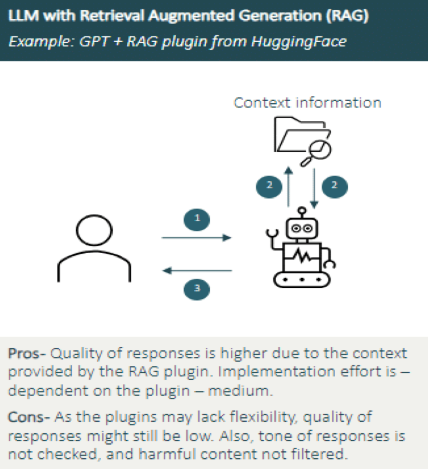 LLM with Retrieval Augmented Generation (RAG)
Example: GPT + RAG plugin from HuggingFace
Context information
2
2
1
3
Pros- Quality of responses is higher due to the context
provided by the RAG plugin. Implementation effort is –
dependent on the plugin – medium.
Cons- As the plugins may lack flexibility, quality of
responses might still be low. Also, tone of responses is
not checked, and harmful content not filtered.